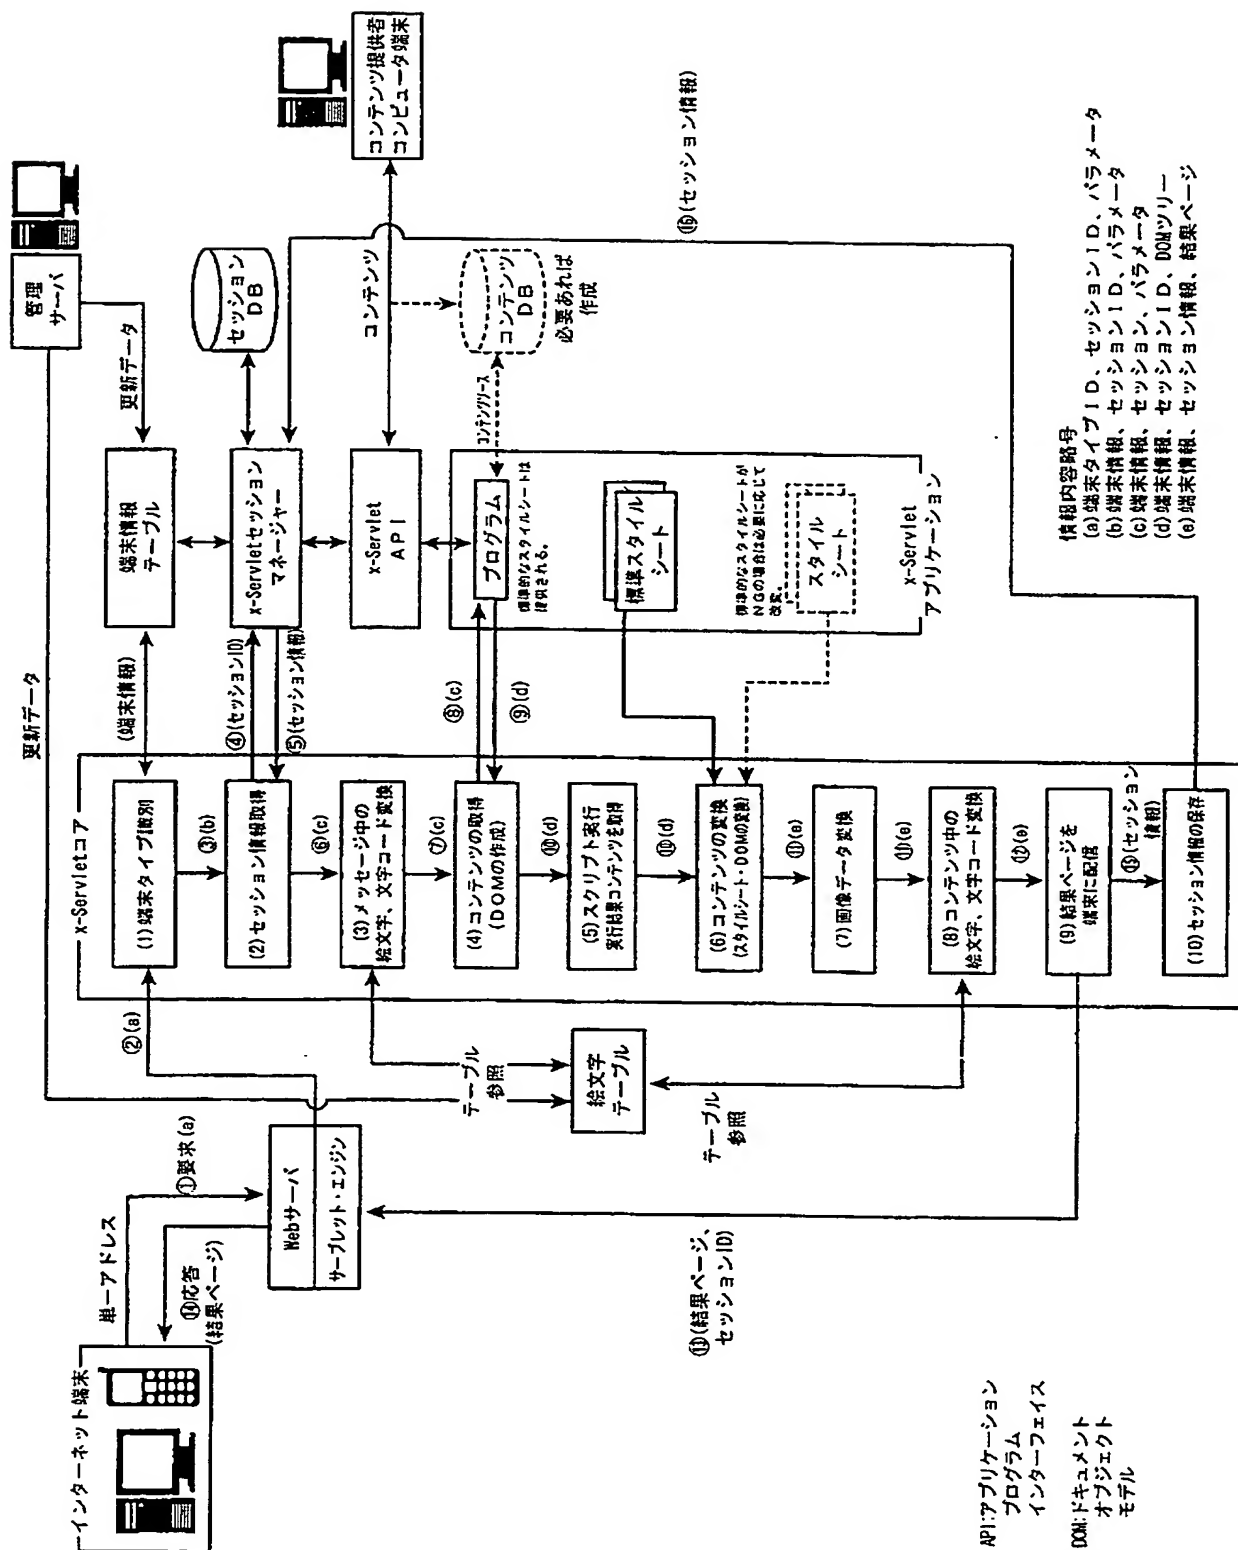 インターネット端末
単一アドレス
①要求(a)
⑭応答
(結果ページ)
Webサーバ
サーブレット・エンジン
②(a)
更新データ
管理
サーバ
更新データ
x-Servletコア
(1)端末タイプ識別
(端末情報)
端末情報
テーブル
③(b)
(2)セッション情報取得
④(セッションID)
⑤(セッション情報)
x-Servletセッション
マネージャー
セッション
DB
⑥(c)
(3)メッセージ中の
絵文字、文字コード変換
x-Servlet
API
コンテンツ
コンテンツ提供者
コンピュータ端末
⑦(c)
(4)コンテンツの取得
(DOMの作成)
⑧(c)
⑨(d)
プログラム
コンテンツソース
コンテンツ
DB
必要あれば
作成
標準的なスタイルシートは
提供される。
⑩(d)
(5)スクリプト実行
実行結果コンテンツを取得
標準スタイル
シート
⑩(d)
(6)コンテンツの変換
(スタイルシート・DOMの変換)
標準的なスタイルシートが
NGの場合は必要に応じて
改変。
スタイル
シート
x-Servlet
アプリケーション
⑪(e)
(7)画像データ変換
⑪(e)
(8)コンテンツ中の
絵文字、文字コード変換
⑫(e)
(9)結果ページを
端末に配信
⑮(セッション
情報)
(10)セッション情報の保存
⑯(セッション情報)
テーブル
参照
絵文字
テーブル
テーブル
参照
⑬(結果ページ、
セッションID)
情報内容略号
(a)端末タイプID、セッションID、パラメータ
(b)端末情報、セッションID、パラメータ
(c)端末情報、セッション、パラメータ
(d)端末情報、セッションID、DOMツリー
(e)端末情報、セッション情報、結果ページ
API:アプリケーション
プログラム
インターフェイス
DOM:ドキュメント
オブジェクト
モデル